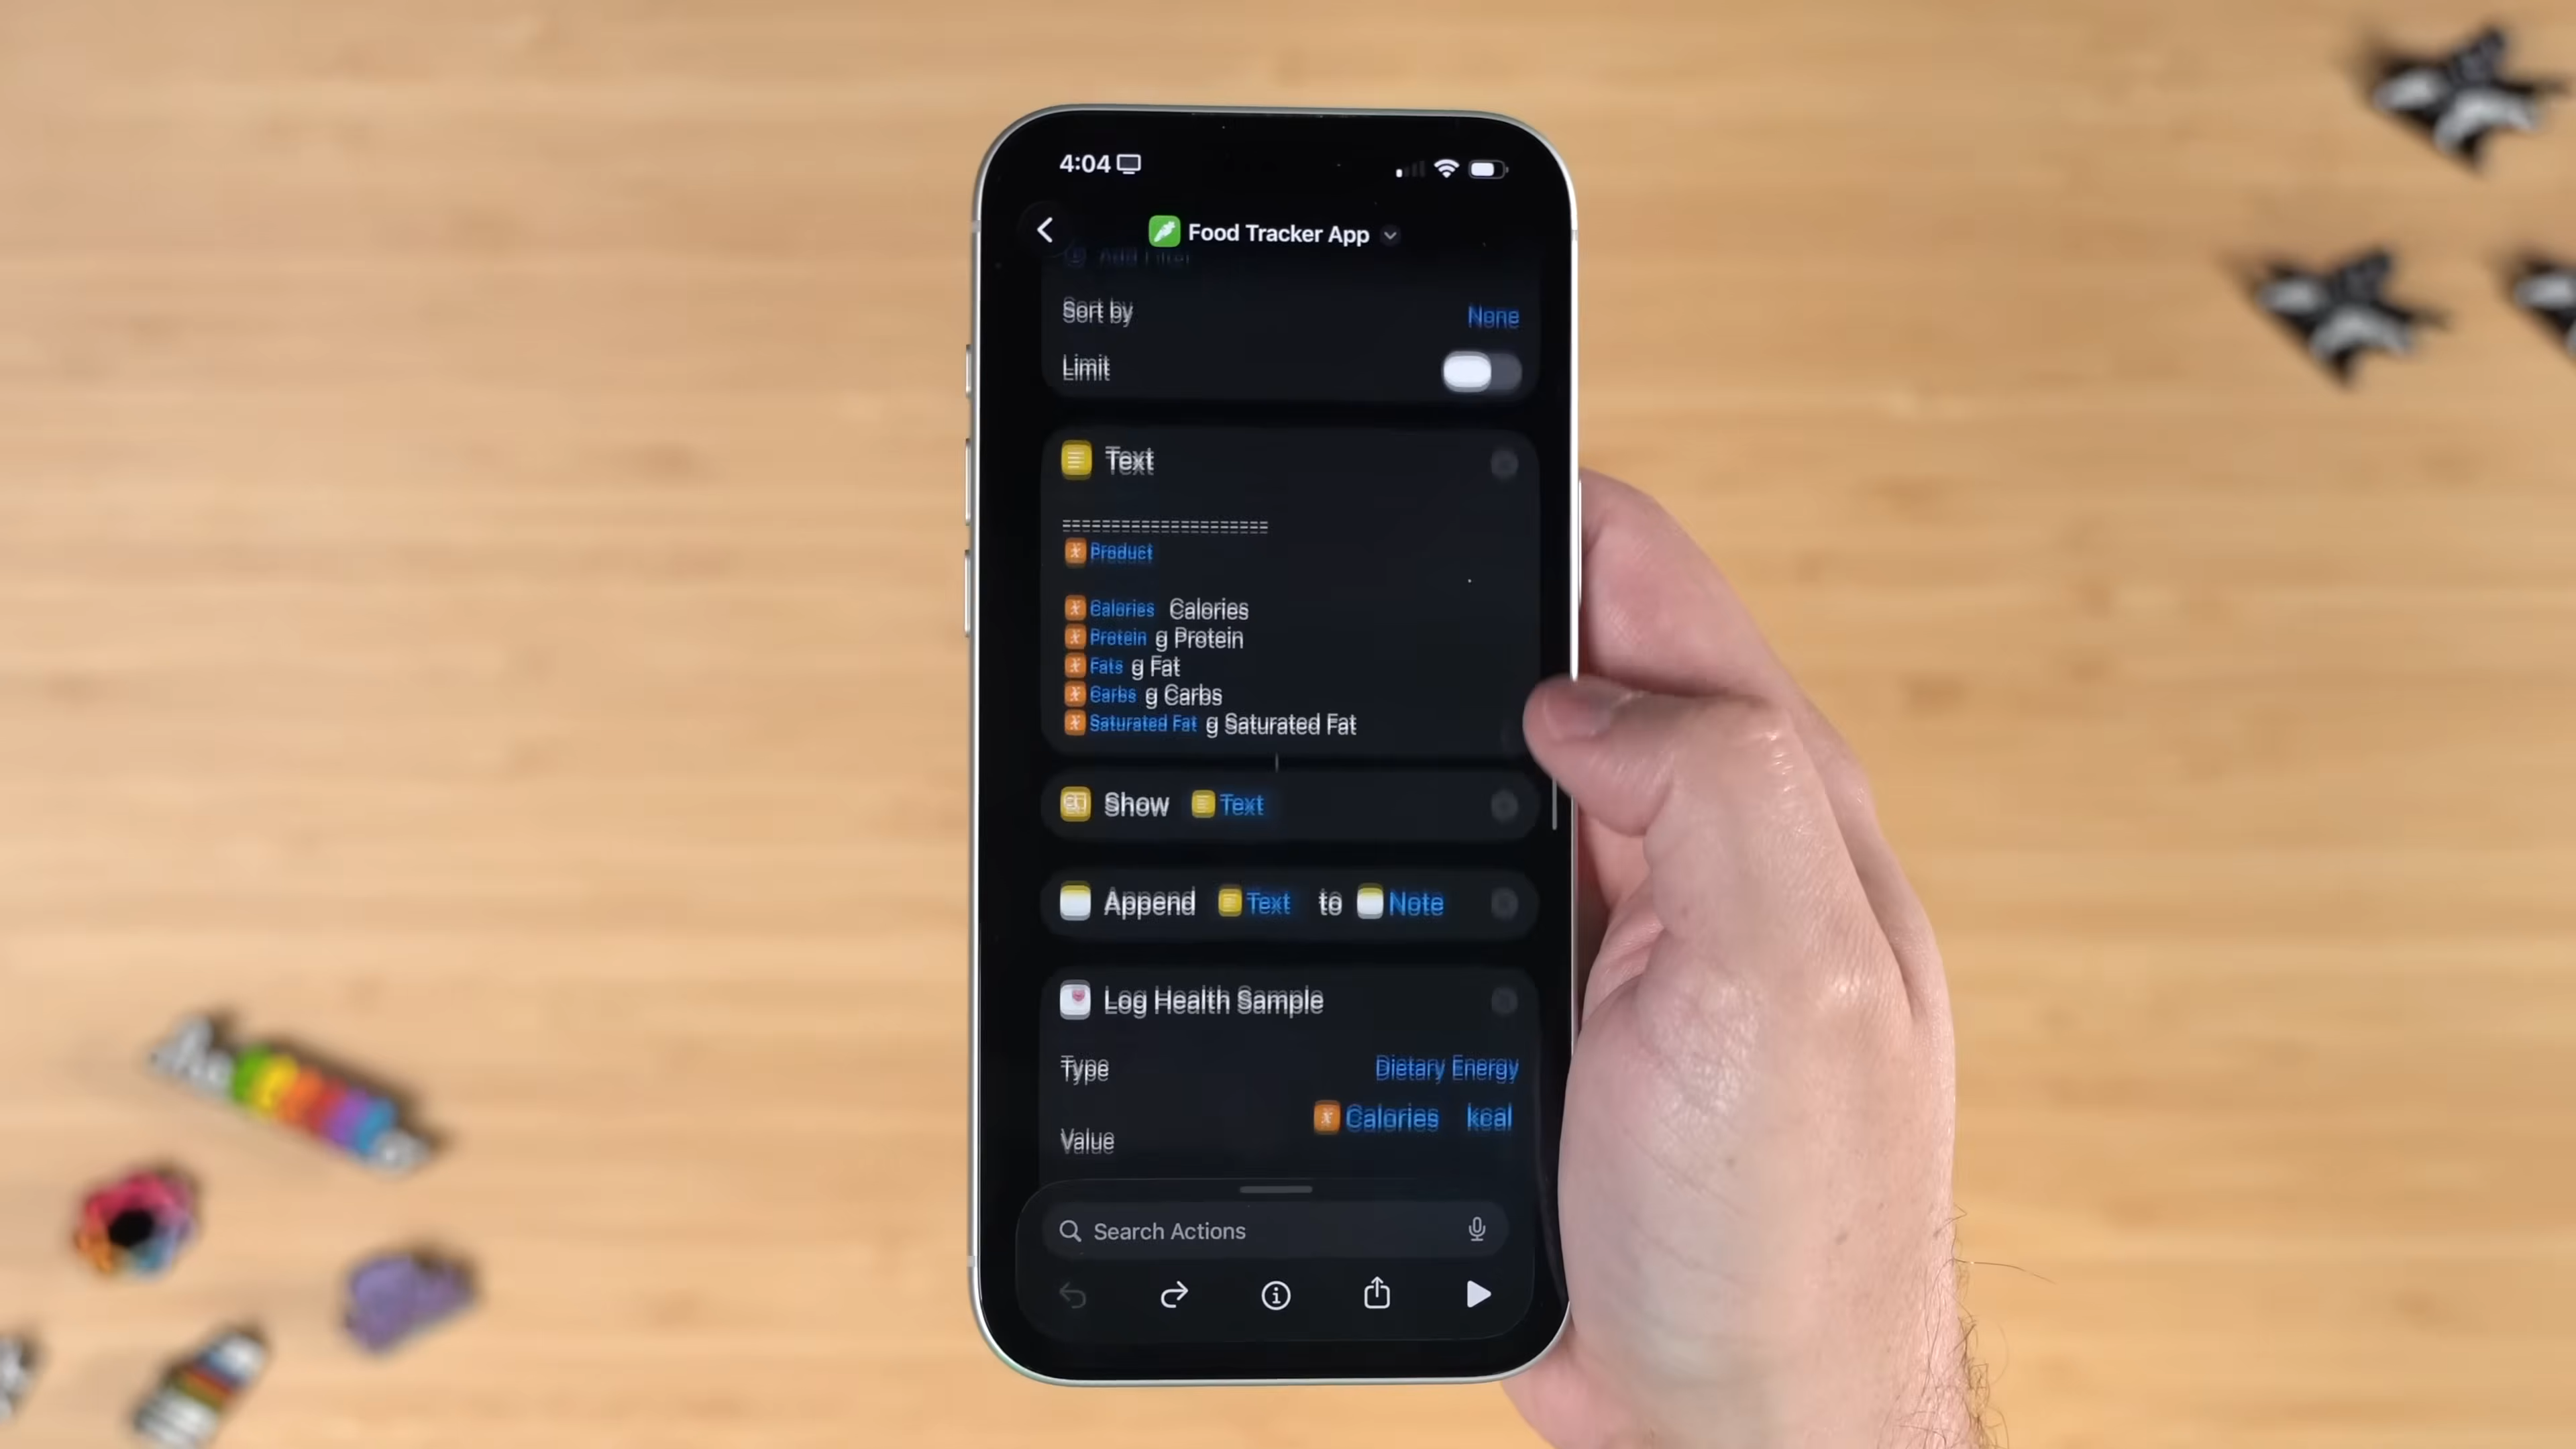 4:04
Food Tracker App
Add Filter
Sort by None
Limit
Text
=====================
Product
Calories Calories
Protein g Protein
Fats g Fat
Carbs g Carbs
Saturated Fat g Saturated Fat
Show Text
Append Text to Note
Log Health Sample
Type Dietary Energy
Calories kcal
Value
Search Actions